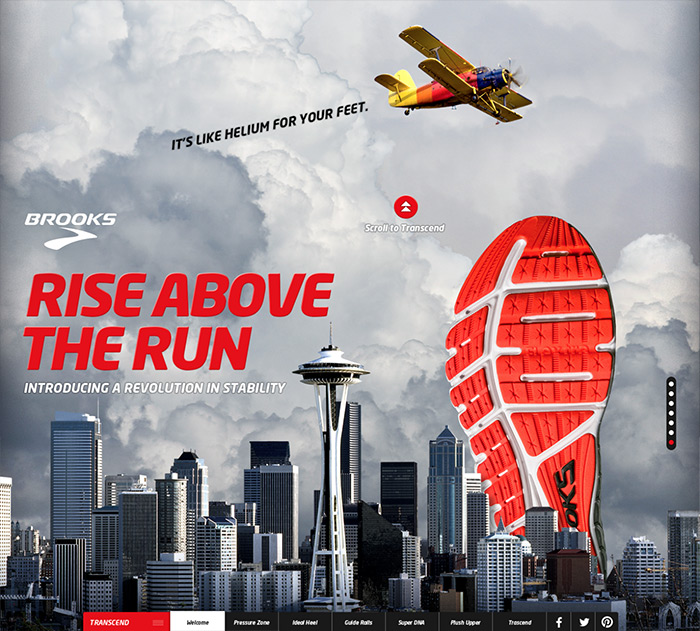 IT'S LIKE HELIUM FOR YOUR FEET.
Scroll to Transcend
BROOKS
RISE ABOVE
THE RUN
INTRODUCING A REVOLUTION IN STABILITY
TRANSCEND
Welcome
Pressure Zone
Ideal Heel
Guide Rails
Super DNA
Plush Upper
Trascend